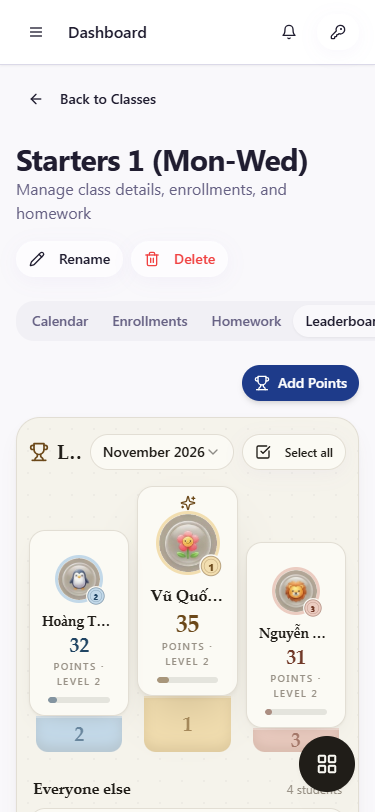 Dashboard
Back to Classes
Starters 1 (Mon-Wed)
Manage class details, enrollments, and
homework
Rename Delete
Calendar Enrollments Homework Leaderboar
Add Points
L… November 2026 Select all
1
Vũ Quố…
35
POINTS ·
LEVEL 2
1
2
Hoàng T…
32
POINTS ·
LEVEL 2
2
3
Nguyễn …
31
POINTS ·
LEVEL 2
3
Everyone else 4 students